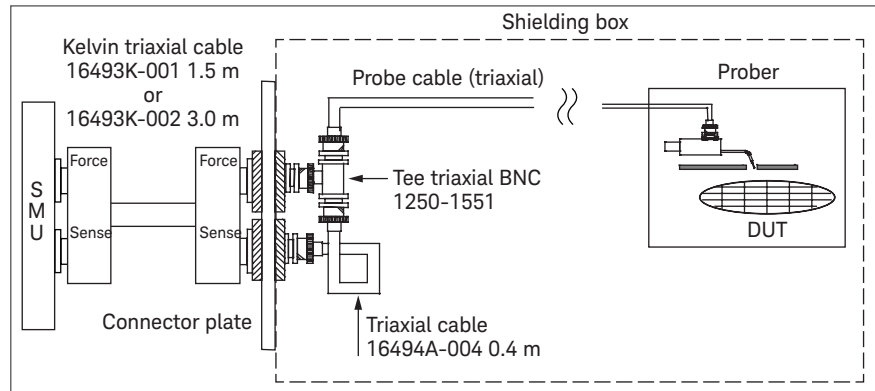 Shielding box
Kelvin triaxial cable
16493K-001 1.5 m
or
16493K-002 3.0 m
Probe cable (triaxial)
Prober
SMU
Force
Force
Sense
Sense
Tee triaxial BNC
1250-1551
DUT
Connector plate
Triaxial cable
16494A-004 0.4 m